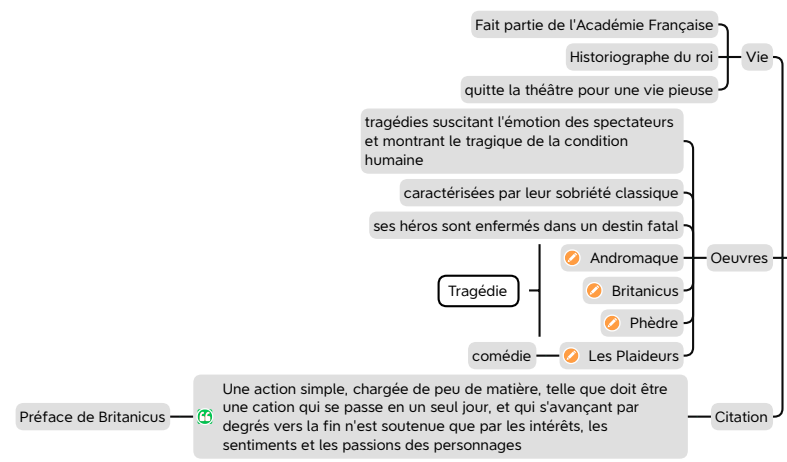 Fait partie de l'Académie Française
Historiographe du roi
Vie
quitte la théâtre pour une vie pieuse
tragédies suscitant l'émotion des spectateurs
et montrant le tragique de la condition
humaine
caractérisées par leur sobriété classique
ses héros sont enfermés dans un destin fatal
Andromaque
Oeuvres
Tragédie
Britanicus
Phèdre
comédie
Les Plaideurs
Préface de Britanicus
Une action simple, chargée de peu de matière, telle que doit être
une cation qui se passe en un seul jour, et qui s'avançant par
degrés vers la fin n'est soutenue que par les intérêts, les
sentiments et les passions des personnages
Citation